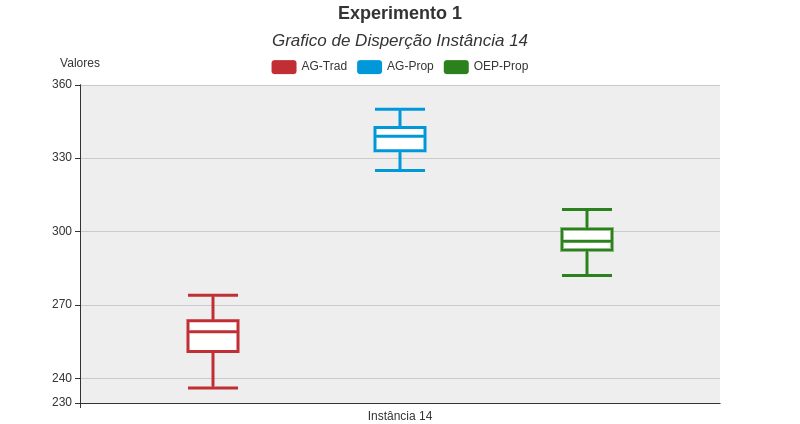 Experimento 1
Grafico de Disperção Instância 14
Valores
AG-Trad AG-Prop OEP-Prop
360
330
300
270
240
230
Instância 14